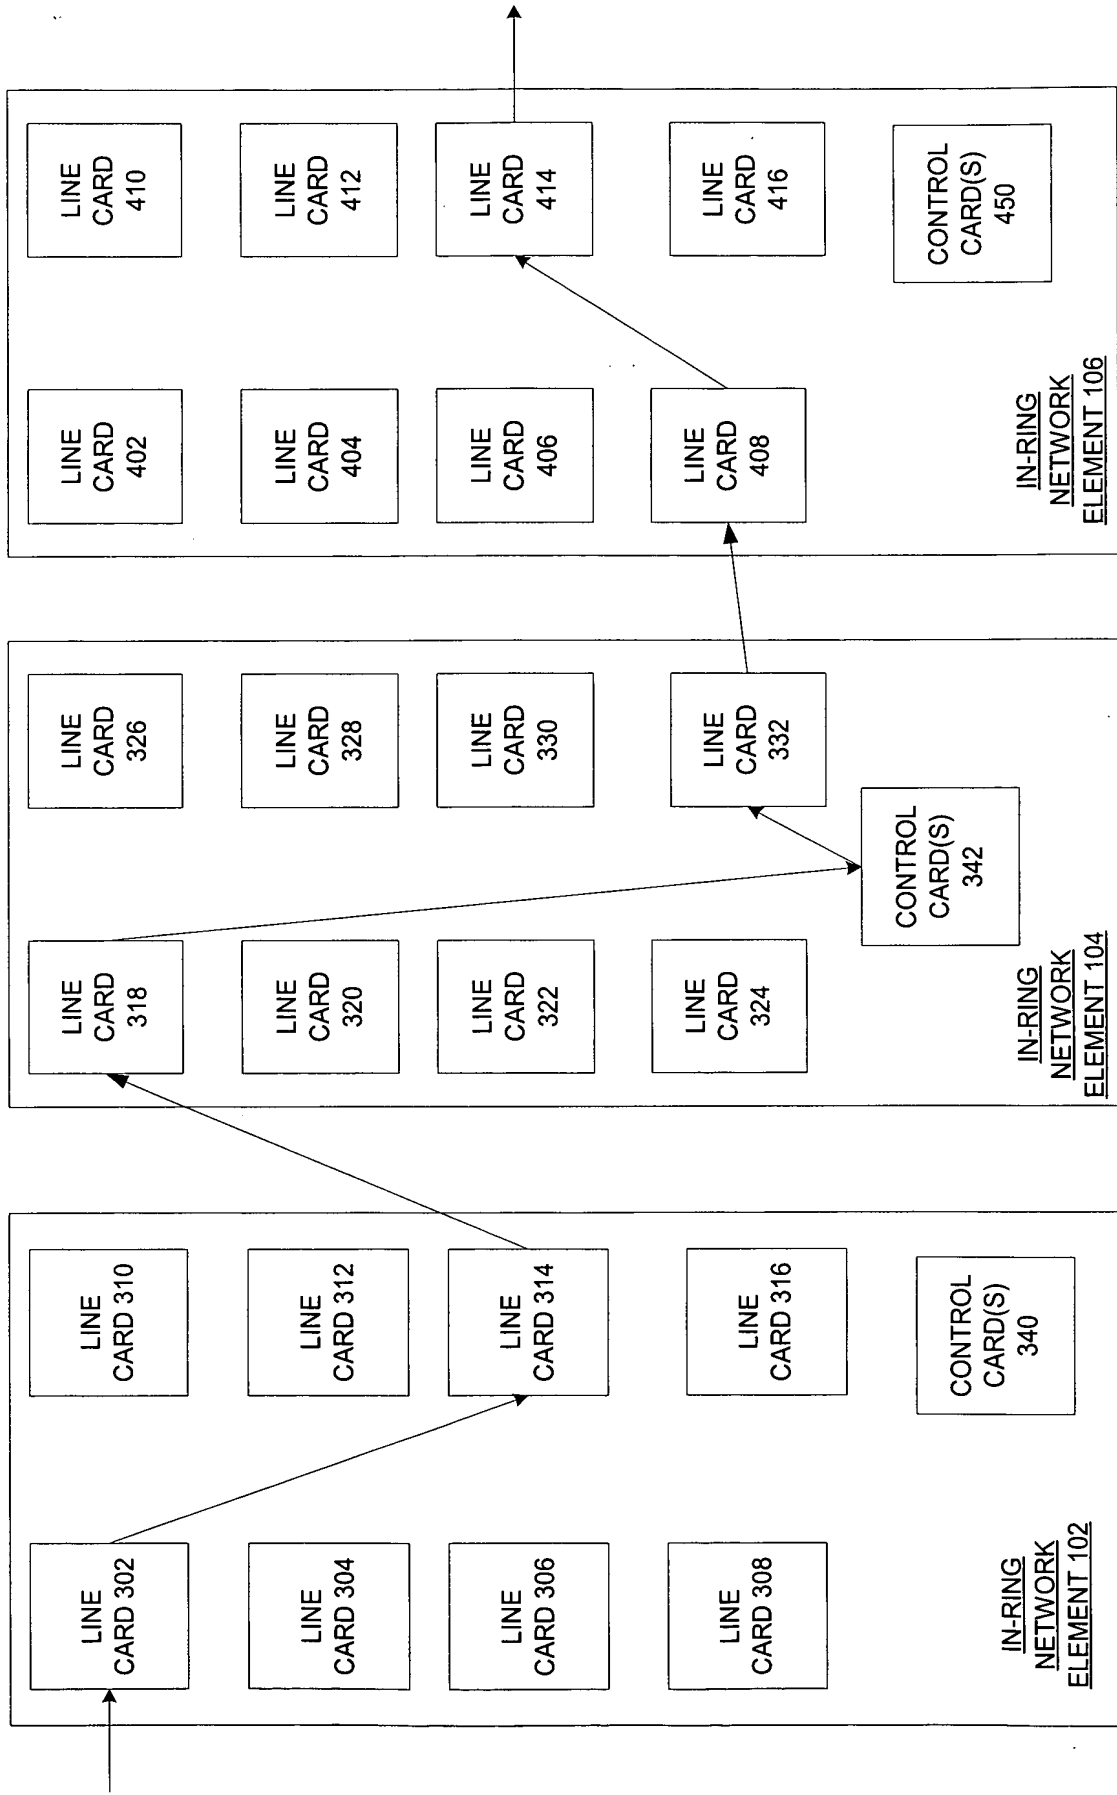 LINE
CARD 302
LINE
CARD 304
LINE
CARD 306
LINE
CARD 308
LINE
CARD 310
LINE
CARD 312
LINE
CARD 314
LINE
CARD 316
CONTROL
CARD(S)
340
IN-RING
NETWORK
ELEMENT 102
LINE
CARD
318
LINE
CARD
320
LINE
CARD
322
LINE
CARD
324
LINE
CARD
326
LINE
CARD
328
LINE
CARD
330
LINE
CARD
332
CONTROL
CARD(S)
342
IN-RING
NETWORK
ELEMENT 104
LINE
CARD
402
LINE
CARD
404
LINE
CARD
406
LINE
CARD
408
LINE
CARD
410
LINE
CARD
412
LINE
CARD
414
LINE
CARD
416
CONTROL
CARD(S)
450
IN-RING
NETWORK
ELEMENT 106